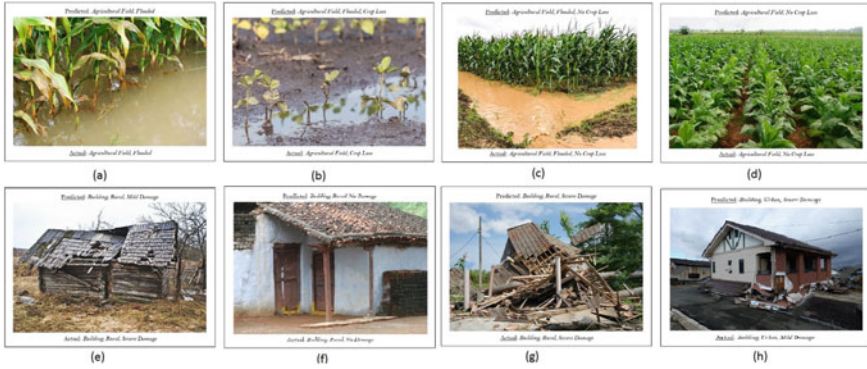 Predicted: Agricultural Field, Flooded
Predicted: Agricultural Field, Flooded, Crop Loss
Predicted: Agricultural Field, Flooded, No Crop Loss
Predicted: Agricultural Field, No Crop Loss
Actual: Agricultural Field, Flooded
Actual: Agricultural Field, Crop Loss
Actual: Agricultural Field, Flooded, No Crop Loss
Actual: Agricultural Field, No Crop Loss
(a)
(b)
(c)
(d)
Predicted: Building, Rural, Mild Damage
Predicted: Building, Rural No Damage
Predicted: Building, Rural, Severe Damage
Predicted: Building, Urban, Severe Damage
Actual: Building, Rural, Severe Damage
Actual: Building, Rural, No Damage
Actual: Building, Rural, Severe Damage
Actual: Building, Urban, Mild Damage
(e)
(f)
(g)
(h)